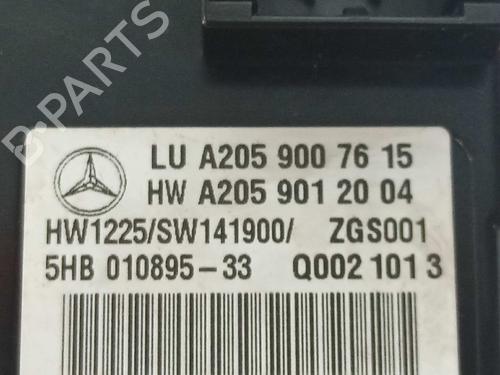 B-PARTS
LU A205 900 76 15
HW A205 901 20 04
HW1225/SW141900/ ZGS001
5HB 010895-33 Q002 101 3